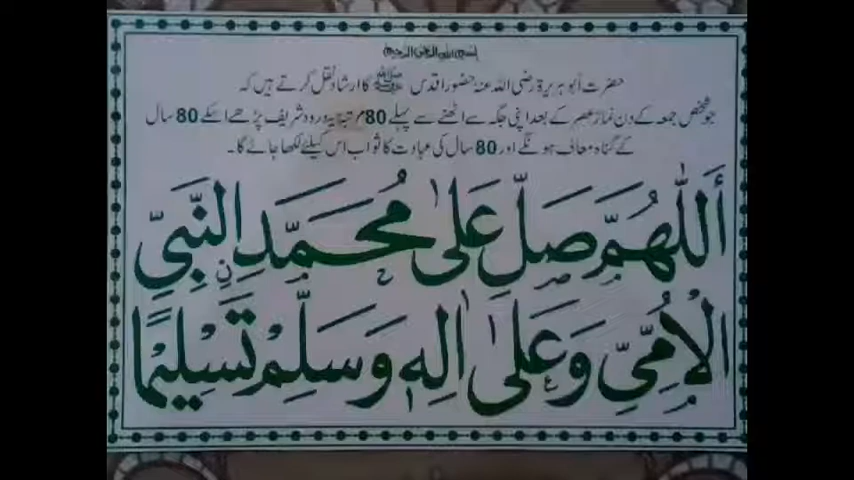 بسم اللہ الرحمٰن الرحیم
حضرت ابو ہریرۃ رضی اللہ عنہ حضور اقدس ﷺ کا ارشاد نقل کرتے ہیں کہ
جو شخص جمعہ کے دن نماز عصر کے بعد اپنی جگہ سے اٹھنے سے پہلے 80 مرتبہ یہ درود شریف پڑھے اسکے 80 سال
کے گناہ معاف ہونگے اور 80 سال کی عبادت کا ثواب اس کیلئے لکھا جائے گا۔
أَللّٰهُمَّ صَلِّ عَلٰى مُحَمَّدِ النَّبِيِّ
الْاُمِّيِّ وَعَلٰى اٰلِهٖ وَسَلِّمْ تَسْلِيْمًا